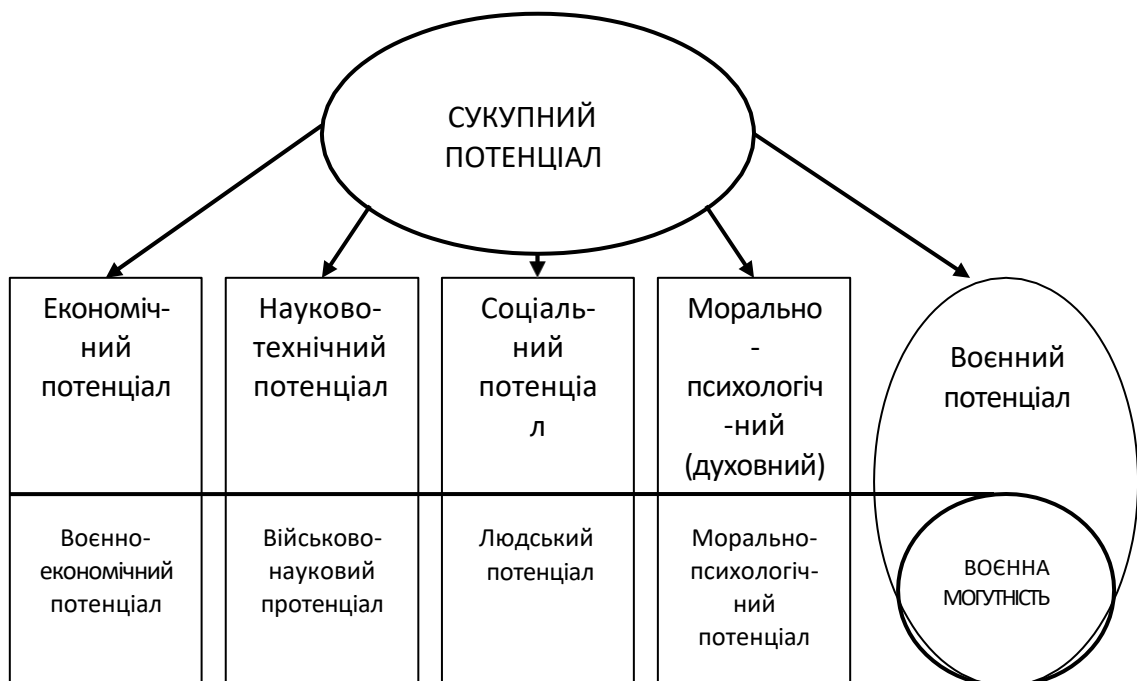 СУКУПНИЙ
ПОТЕНЦІАЛ
Економіч-
ний
потенціал
Науково-
технічний
потенціал
Соціаль-
ний
потенціа
л
Морально
-
психологіч
-ний
(духовний)
Воєнний
потенціал
Воєнно-
економічний
потенціал
Військово-
науковий
протенціал
Людський
потенціал
Морально-
психологіч-
ний
потенціал
ВОЄННА
МОГУТНІСТЬ